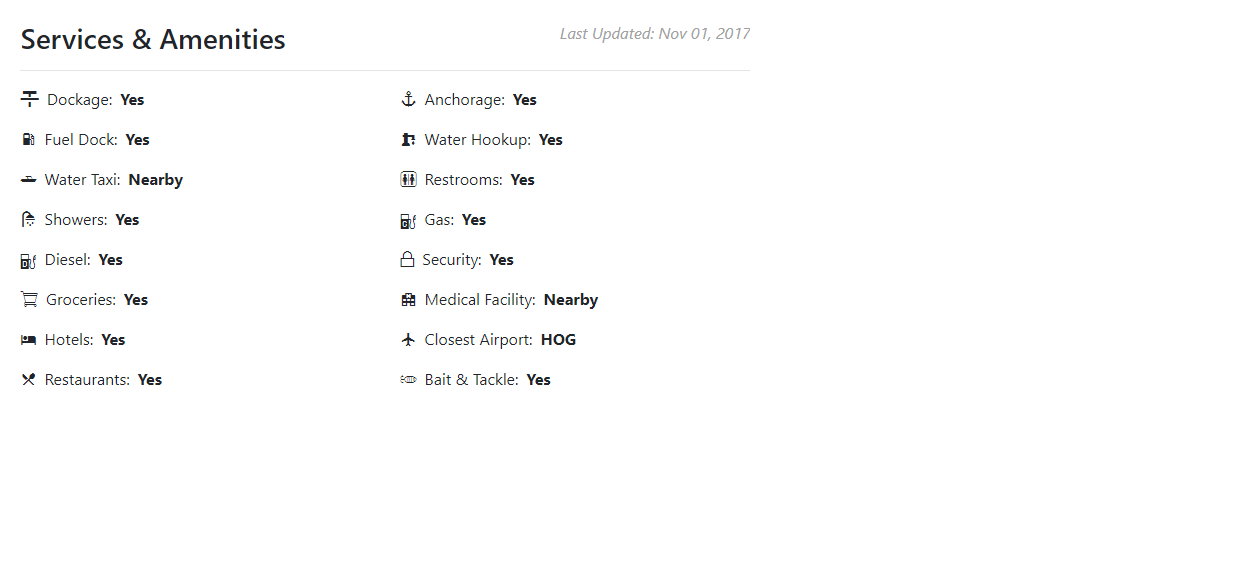 Services & Amenities
Last Updated: Nov 01, 2017
Dockage: Yes
Anchorage: Yes
Fuel Dock: Yes
Water Hookup: Yes
Water Taxi: Nearby
Restrooms: Yes
Showers: Yes
Gas: Yes
Diesel: Yes
Security: Yes
Groceries: Yes
Medical Facility: Nearby
Hotels: Yes
Closest Airport: HOG
Restaurants: Yes
Bait & Tackle: Yes